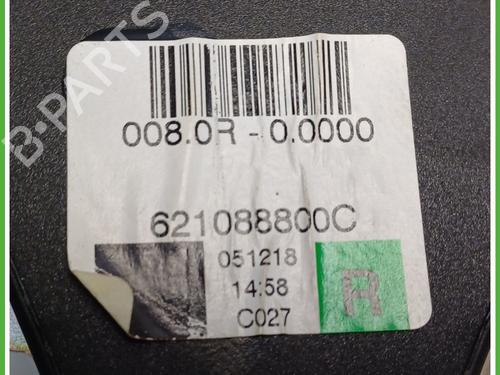 B-PARTS
008.0R - 0.0000
621088800C
051218
14:58
C027
R